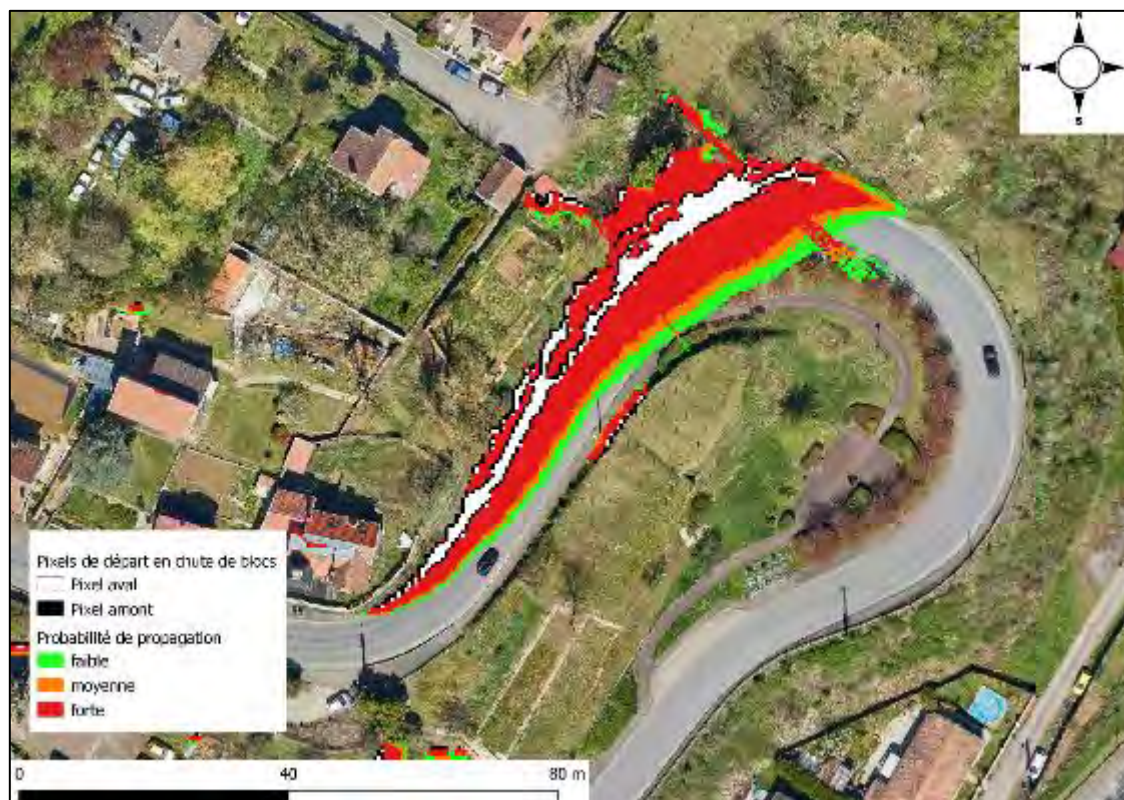 N
W
E
S
Pixels de départ en chute de blocs
Pixel aval
Pixel amont
Probabilité de propagation
faible
moyenne
forte
0 40 80 m